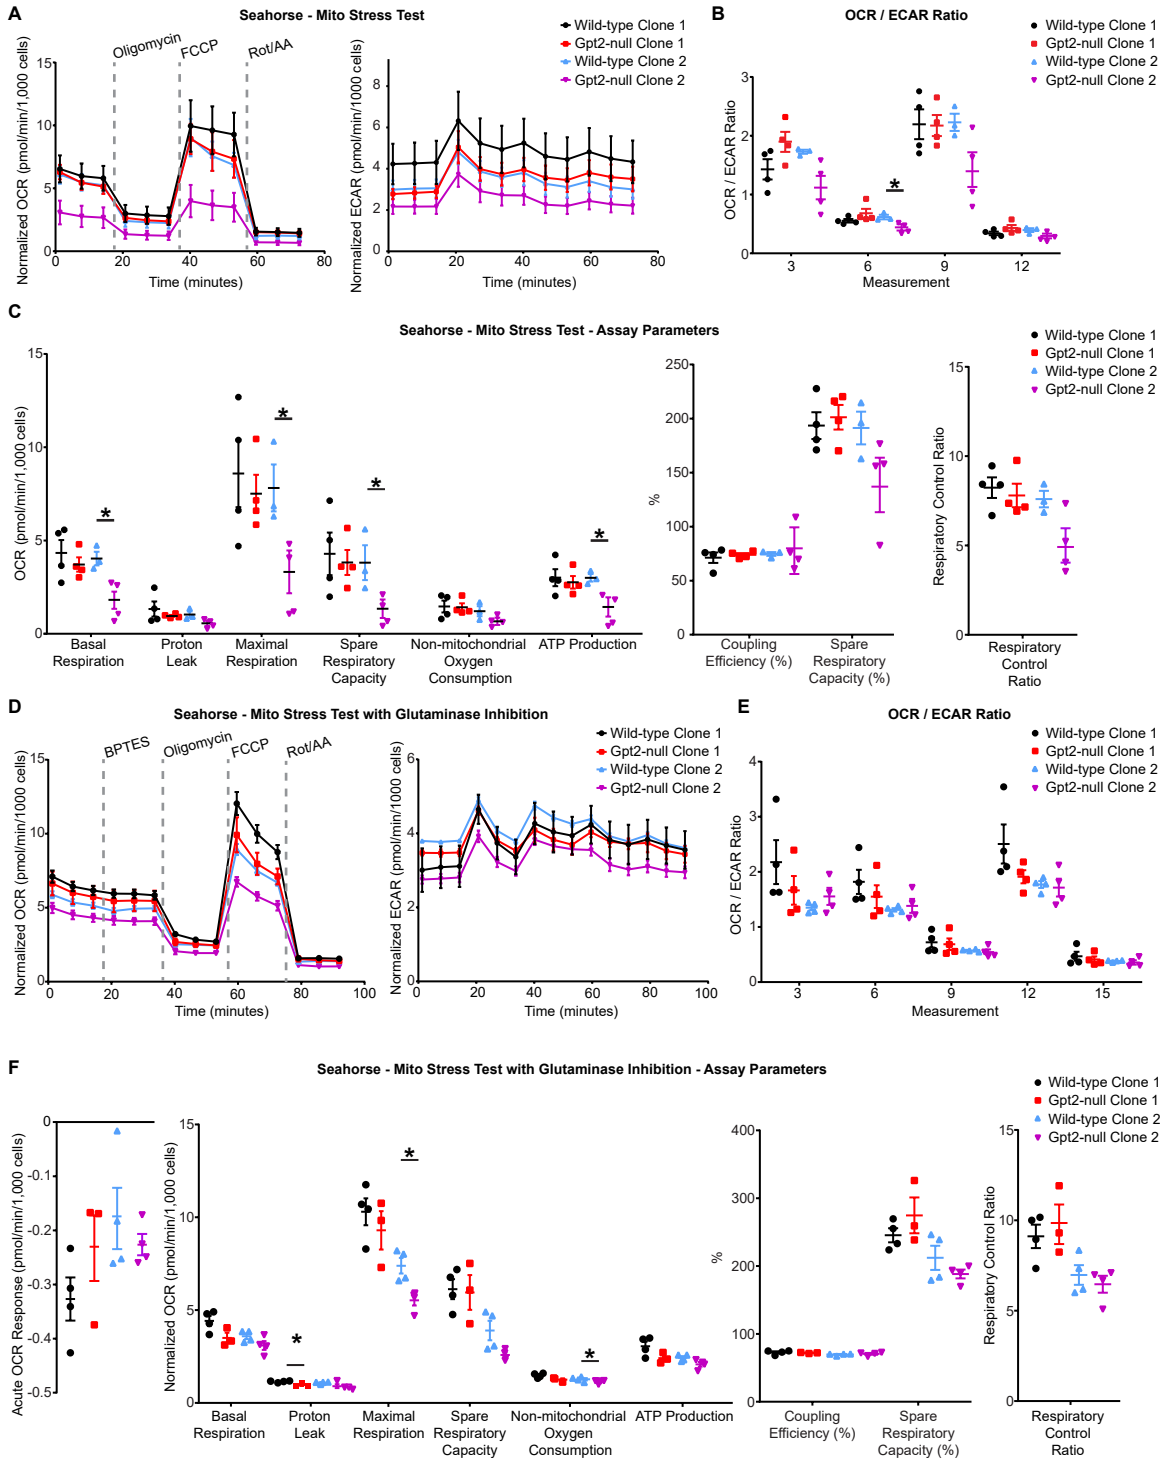 A
Seahorse - Mito Stress Test
Normalized OCR (pmol/min/1,000 cells)
15
10
5
0
Oligomycin
FCCP
Rot/AA
0
20
40
60
80
Time (minutes)
Normalized ECAR (pmol/min/1000 cells)
8
6
4
2
0
0
20
40
60
80
Time (minutes)
Wild-type Clone 1
Gpt2-null Clone 1
Wild-type Clone 2
Gpt2-null Clone 2
B
OCR / ECAR Ratio
OCR / ECAR Ratio
3
2
1
0
*
3
6
9
12
Measurement
Wild-type Clone 1
Gpt2-null Clone 1
Wild-type Clone 2
Gpt2-null Clone 2
C
Seahorse - Mito Stress Test - Assay Parameters
OCR (pmol/min/1,000 cells)
15
10
5
0
*
*
*
*
Basal
Respiration
Proton
Leak
Maximal
Respiration
Spare
Respiratory
Capacity
Non-mitochondrial
Oxygen
Consumption
ATP Production
%
250
200
150
100
50
0
Coupling
Efficiency (%)
Spare
Respiratory
Capacity (%)
Respiratory Control Ratio
15
10
5
0
Respiratory
Control
Ratio
Wild-type Clone 1
Gpt2-null Clone 1
Wild-type Clone 2
Gpt2-null Clone 2
D
Seahorse - Mito Stress Test with Glutaminase Inhibition
Normalized OCR (pmol/min/1000 cells)
15
10
5
0
BPTES
Oligomycin
FCCP
Rot/AA
0
20
40
60
80
100
Time (minutes)
Normalized ECAR (pmol/min/1000 cells)
6
4
2
0
0
20
40
60
80
100
Time (minutes)
Wild-type Clone 1
Gpt2-null Clone 1
Wild-type Clone 2
Gpt2-null Clone 2
E
OCR / ECAR Ratio
OCR / ECAR Ratio
4
3
2
1
0
3
6
9
12
15
Measurement
Wild-type Clone 1
Gpt2-null Clone 1
Wild-type Clone 2
Gpt2-null Clone 2
F
Seahorse - Mito Stress Test with Glutaminase Inhibition - Assay Parameters
Acute OCR Response (pmol/min/1,000 cells)
0
-0.1
-0.2
-0.3
-0.4
-0.5
Normalized OCR (pmol/min/1,000 cells)
15
10
5
0
*
*
*
Basal
Respiration
Proton
Leak
Maximal
Respiration
Spare
Respiratory
Capacity
Non-mitochondrial
Oxygen
Consumption
ATP Production
%
400
300
200
100
0
Coupling
Efficiency (%)
Spare
Respiratory
Capacity (%)
Respiratory Control Ratio
15
10
5
0
Respiratory
Control
Ratio
Wild-type Clone 1
Gpt2-null Clone 1
Wild-type Clone 2
Gpt2-null Clone 2